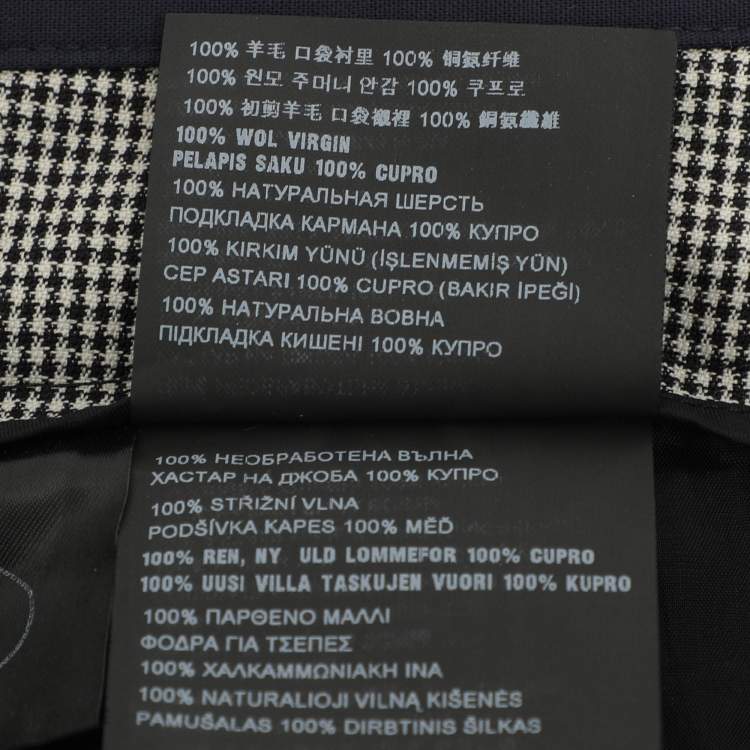 100% 羊毛 口袋衬里 100% 铜氨纤维
100% 원모 주머니 안감 100% 쿠프로
100% 初剪羊毛 口袋襯裡 100% 銅氨纖維
100% WOL VIRGIN
PELAPIS SAKU 100% CUPRO
100% НАТУРАЛЬНАЯ ШЕРСТЬ
ПОДКЛАДКА КАРМАНА 100% КУПРО
100% KIRKIM YÜNÜ (İŞLENMEMİŞ YÜN)
CEP ASTARI 100% CUPRO (BAKIR İPEĞİ)
100% НАТУРАЛЬНА ВОВНА
ПІДКЛАДКА КИШЕНІ 100% КУПРО
100% НЕОБРАБОТЕНА ВЪЛНА
ХАСТАР НА ДЖОБА 100% КУПРО
100% STŘIŽNÍ VLNA
PODŠÍVKA KAPES 100% MĚĎ
100% REN, NY ULD LOMMEFOR 100% CUPRO
100% UUSI VILLA TASKUJEN VUORI 100% KUPRO
100% ΠΑΡΘΕΝΟ ΜΑΛΛΙ
ΦΟΔΡΑ ΓΙΑ ΤΣΕΠΕΣ
100% ΧΑΛΚΑΜΜΩΝΙΑΚΗ ΙΝΑ
100% NATURALIOJI VILNĄ KIŠENĖS
PAMUŠALAS 100% DIRBTINIS ŠILKAS